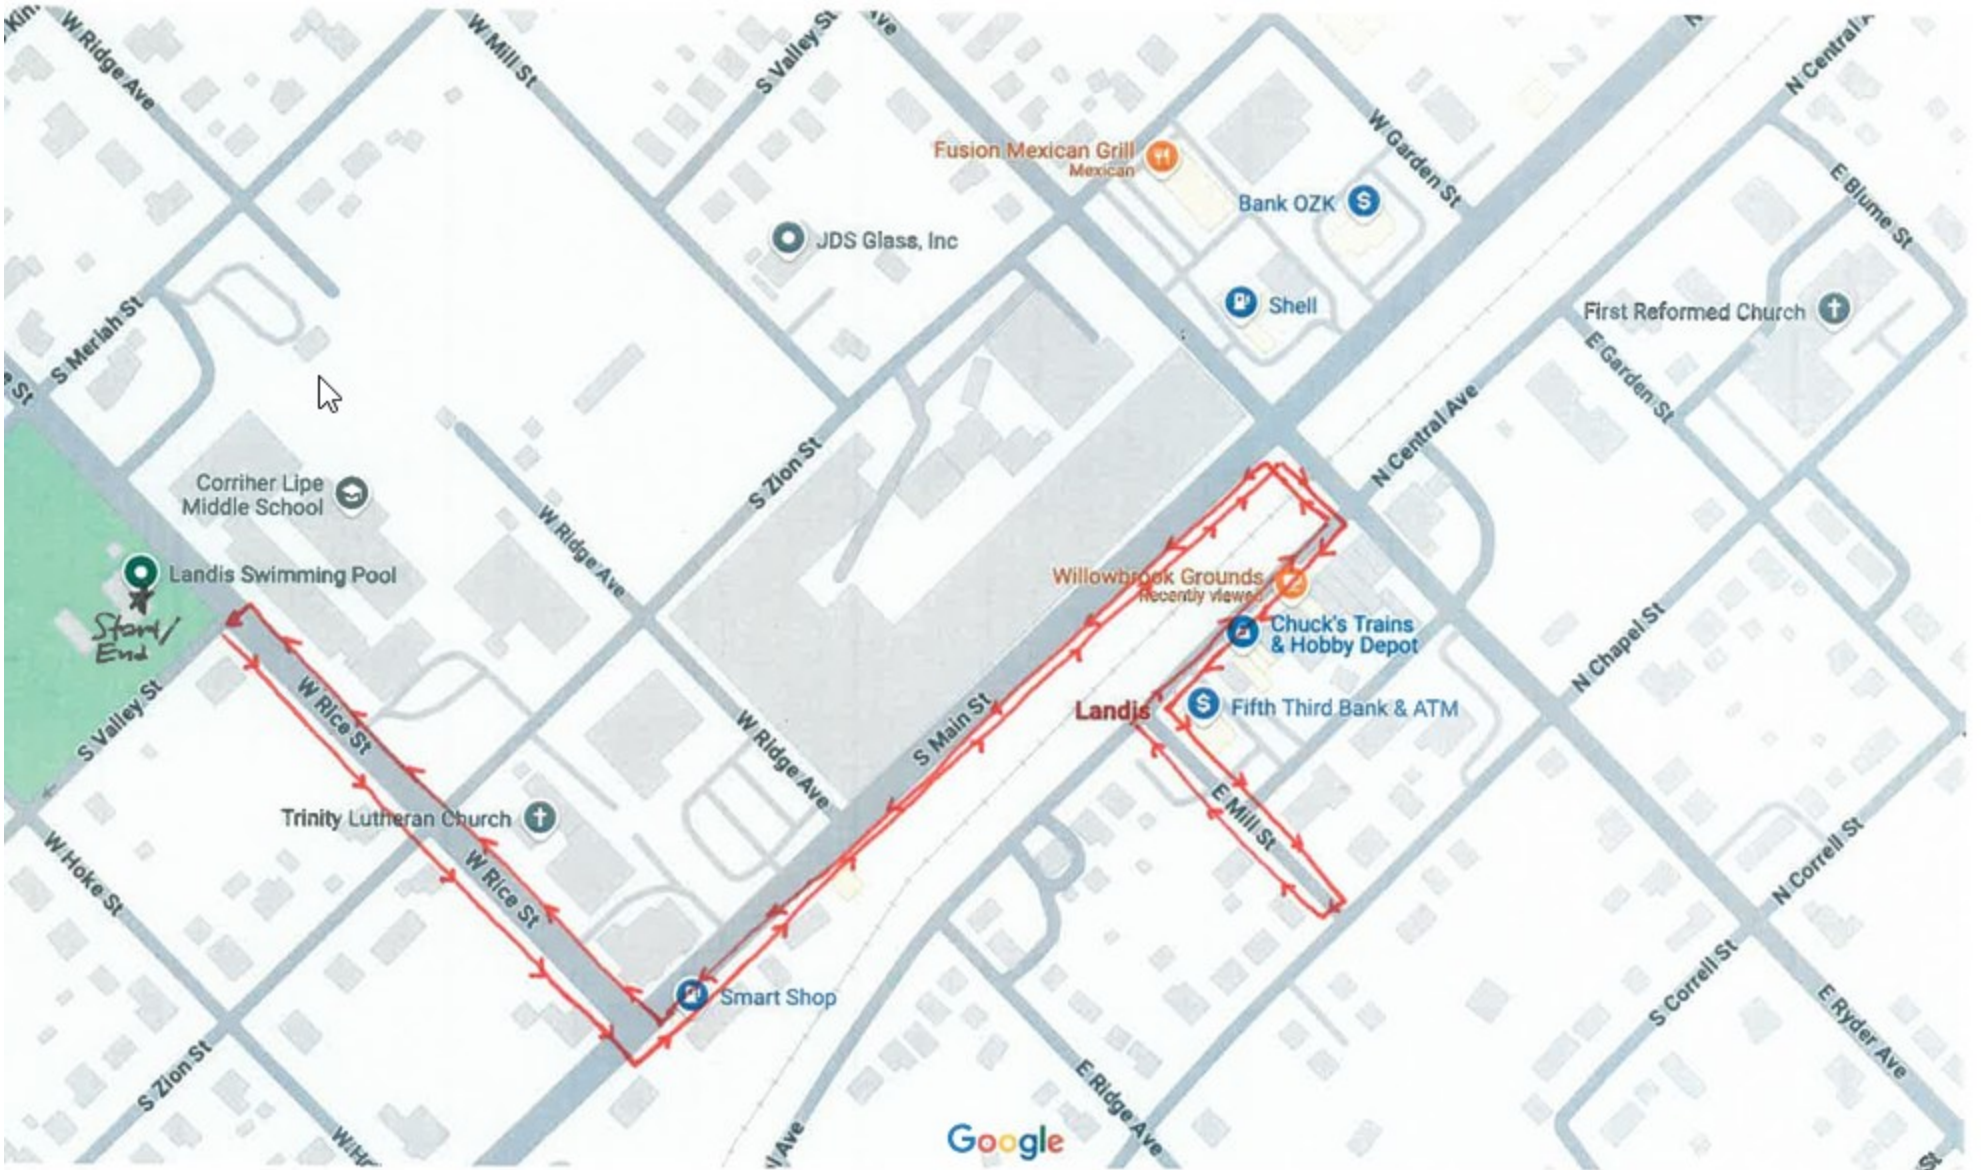 W Ridge Ave
W Mill St
S Valley St
Ave
N Central A
W Garden St
E Blume St
Fusion Mexican Grill
Mexican
Bank OZK
JDS Glass, Inc
Shell
First Reformed Church
S Meriah St
E Garden St
N Central Ave
Corriher Lipe
Middle School
S Zion St
W Ridge Ave
Landis Swimming Pool
Start/
End
Willowbrook Grounds
Recently viewed
Chuck's Trains
& Hobby Depot
N Chapel St
S Valley St
W Rice St
Landis
Fifth Third Bank & ATM
S Main St
W Ridge Ave
E Mill St
Trinity Lutheran Church
W Hoke St
W Rice St
N Correll St
Smart Shop
S Correll St
E Ryder Ave
S Zion St
E Ridge Ave
Google